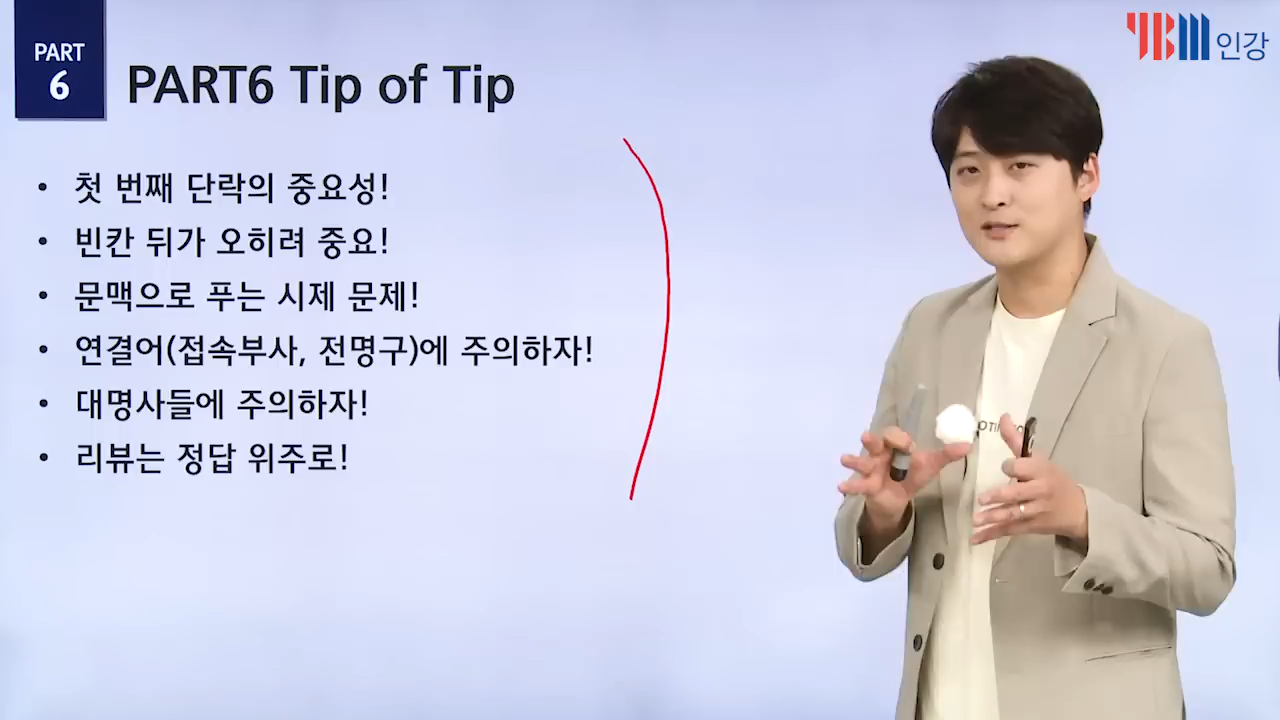 PART
6
PART6 Tip of Tip
YBM 인강
• 첫 번째 단락의 중요성!
• 빈칸 뒤가 오히려 중요!
• 문맥으로 푸는 시제 문제!
• 연결어(접속부사, 전명구)에 주의하자!
• 대명사들에 주의하자!
• 리뷰는 정답 위주로!